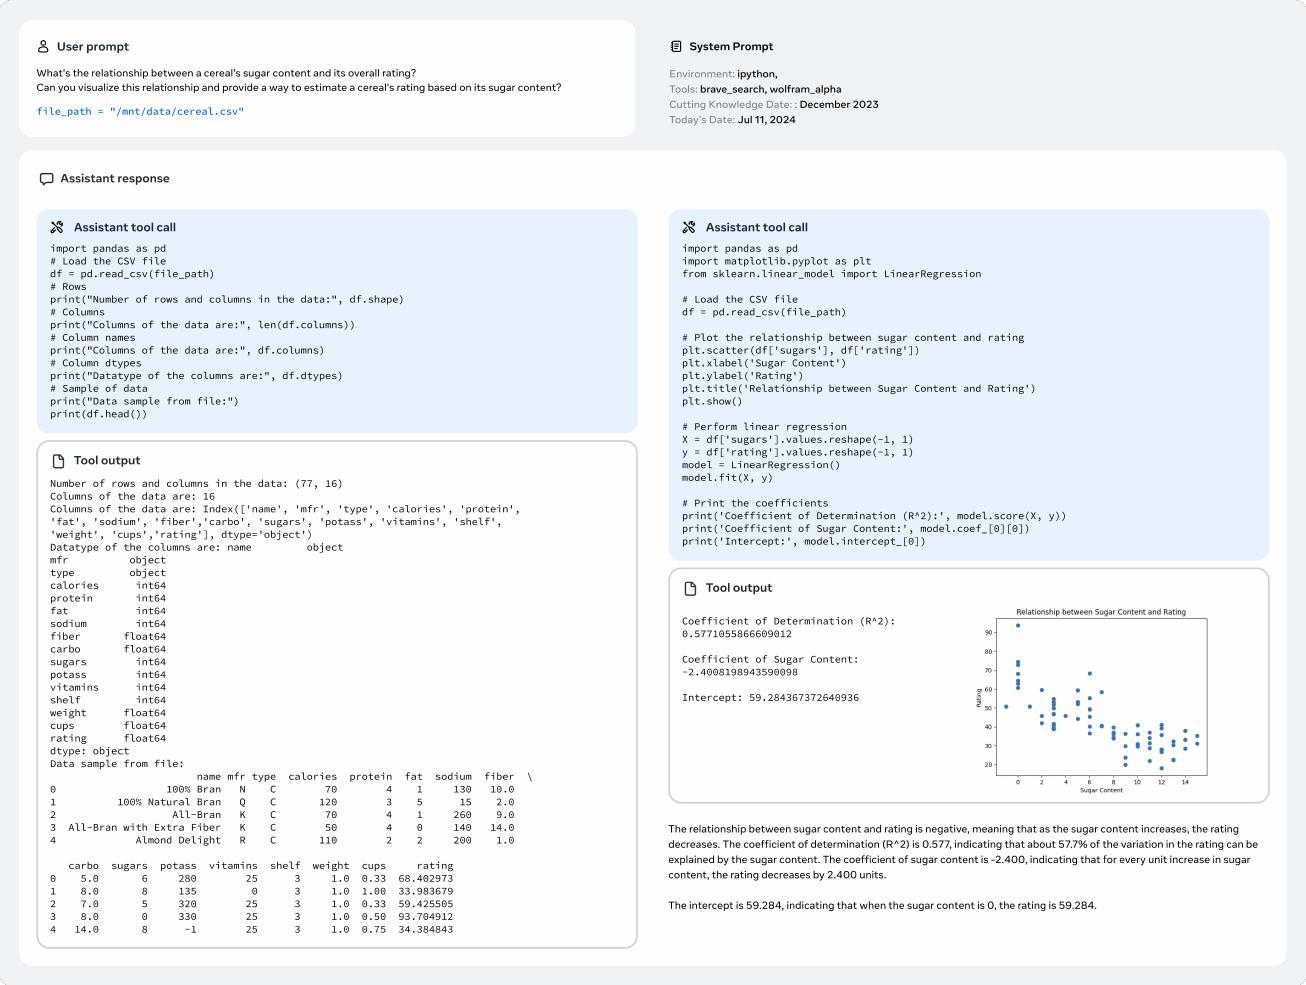 User prompt
What's the relationship between a cereal's sugar content and its overall rating?
Can you visualize this relationship and provide a way to estimate a cereal's rating based on its sugar content?
file_path = "/mnt/data/cereal.csv"
System Prompt
Environment: ipython,
Tools: brave_search, wolfram_alpha
Cutting Knowledge Date: : December 2023
Today's Date: Jul 11, 2024
Assistant response
Assistant tool call
import pandas as pd
# Load the CSV file
df = pd.read_csv(file_path)
# Rows
print("Number of rows and columns in the data:", df.shape)
# Columns
print("Columns of the data are:", len(df.columns))
# Column names
print("Columns of the data are:", df.columns)
# Column dtypes
print("Datatype of the columns are:", df.dtypes)
# Sample of data
print("Data sample from file:")
print(df.head())
Tool output
Number of rows and columns in the data: (77, 16)
Columns of the data are: 16
Columns of the data are: Index(['name', 'mfr', 'type', 'calories', 'protein',
'fat', 'sodium', 'fiber','carbo', 'sugars', 'potass', 'vitamins', 'shelf',
'weight', 'cups','rating'], dtype='object')
Datatype of the columns are: name object
mfr object
type object
calories int64
protein int64
fat int64
sodium int64
fiber float64
carbo float64
sugars int64
potass int64
vitamins int64
shelf int64
weight float64
cups float64
rating float64
dtype: object
Data sample from file:
name mfr type calories protein fat sodium fiber \
0 100% Bran N C 70 4 1 130 10.0
1 100% Natural Bran Q C 120 3 5 15 2.0
2 All-Bran K C 70 4 1 260 9.0
3 All-Bran with Extra Fiber K C 50 4 0 140 14.0
4 Almond Delight R C 110 2 2 200 1.0
carbo sugars potass vitamins shelf weight cups rating
0 5.0 6 280 25 3 1.0 0.33 68.402973
1 8.0 8 135 0 3 1.0 1.00 33.983679
2 7.0 5 320 25 3 1.0 0.33 59.425505
3 8.0 0 330 25 3 1.0 0.50 93.704912
4 14.0 8 -1 25 3 1.0 0.75 34.384843
Assistant tool call
import pandas as pd
import matplotlib.pyplot as plt
from sklearn.linear_model import LinearRegression
# Load the CSV file
df = pd.read_csv(file_path)
# Plot the relationship between sugar content and rating
plt.scatter(df['sugars'], df['rating'])
plt.xlabel('Sugar Content')
plt.ylabel('Rating')
plt.title('Relationship between Sugar Content and Rating')
plt.show()
# Perform linear regression
X = df['sugars'].values.reshape(-1, 1)
y = df['rating'].values.reshape(-1, 1)
model = LinearRegression()
model.fit(X, y)
# Print the coefficients
print('Coefficient of Determination (R^2):', model.score(X, y))
print('Coefficient of Sugar Content:', model.coef_[0][0])
print('Intercept:', model.intercept_[0])
Tool output
Coefficient of Determination (R^2):
0.5771055866609012
Coefficient of Sugar Content:
-2.4008198943590098
Intercept: 59.284367372640936
Relationship between Sugar Content and Rating
90
80
70
60
50
40
30
20
Rating
0 2 4 6 8 10 12 14
Sugar Content
The relationship between sugar content and rating is negative, meaning that as the sugar content increases, the rating
decreases. The coefficient of determination (R^2) is 0.577, indicating that about 57.7% of the variation in the rating can be
explained by the sugar content. The coefficient of sugar content is -2.400, indicating that for every unit increase in sugar
content, the rating decreases by 2.400 units.
The intercept is 59.284, indicating that when the sugar content is 0, the rating is 59.284.